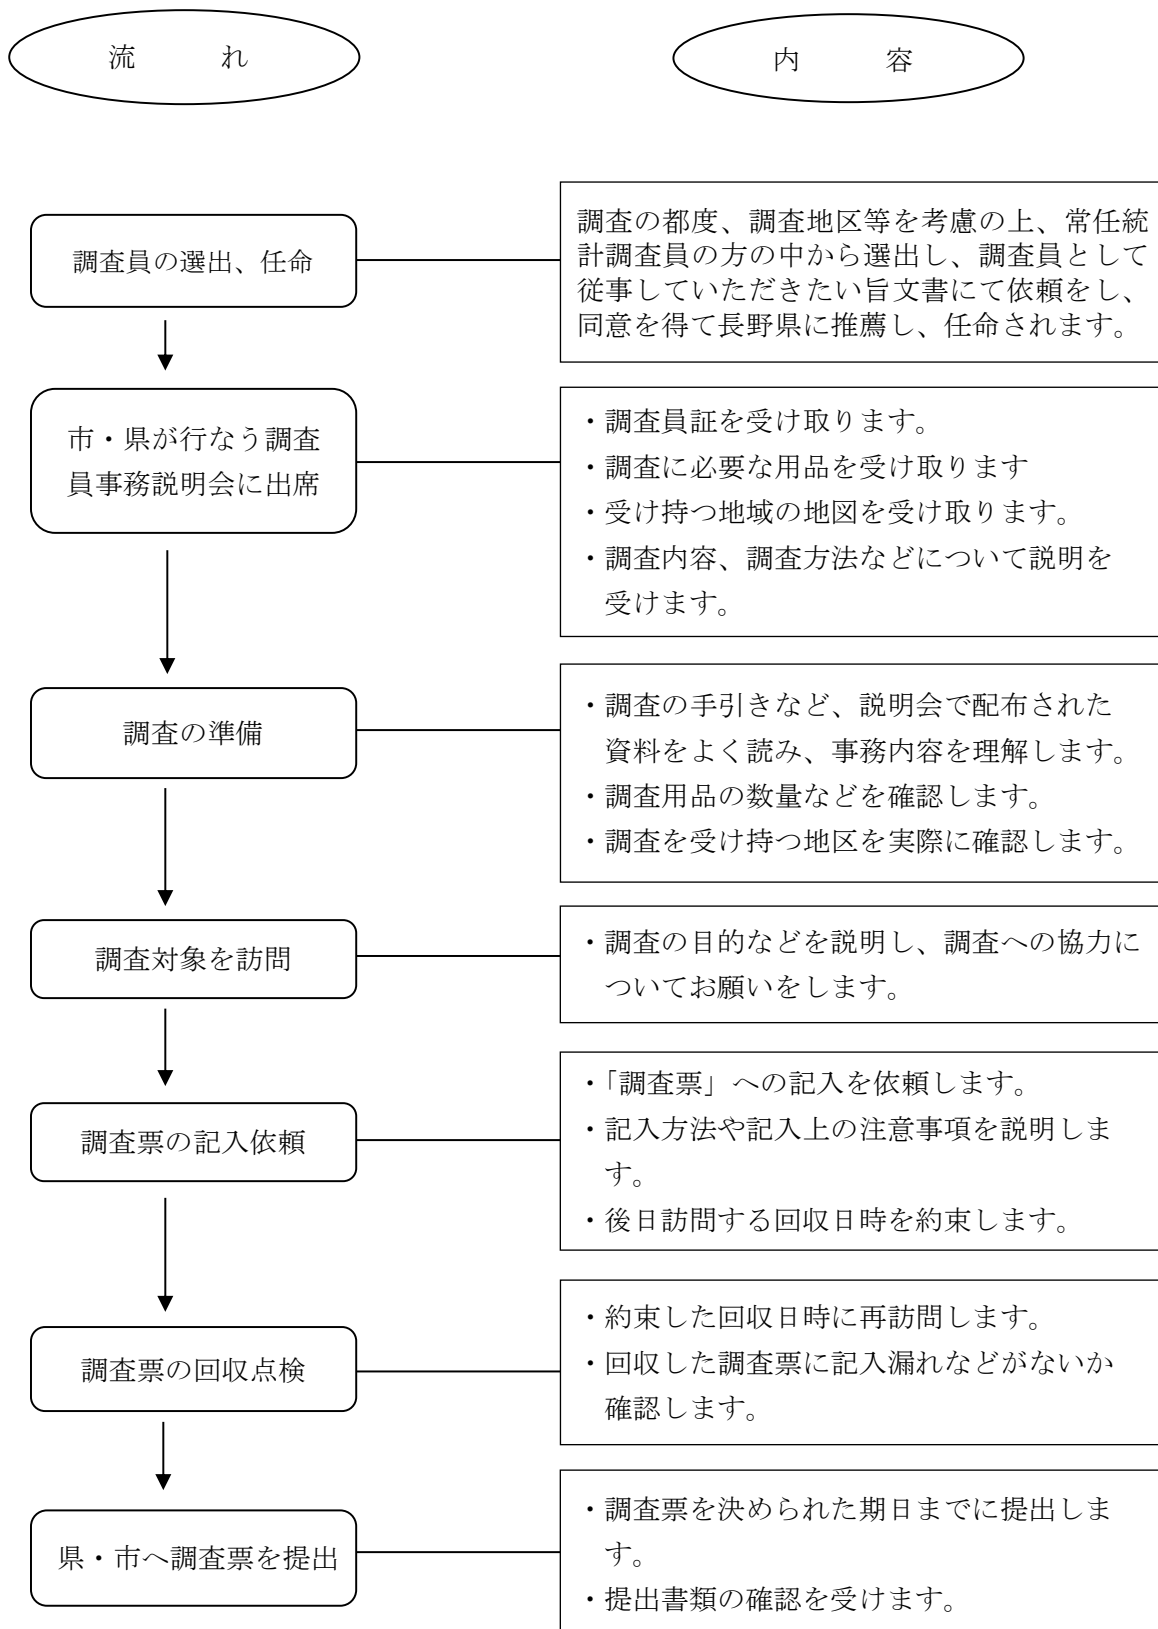 流　れ
内　容
調査員の選出、任命
調査の都度、調査地区等を考慮の上、常任統
計調査員の方の中から選出し、調査員として
従事していただきたい旨文書にて依頼をし、
同意を得て長野県に推薦し、任命されます。
市・県が行なう調査
員事務説明会に出席
・調査員証を受け取ります。
・調査に必要な用品を受け取ります
・受け持つ地域の地図を受け取ります。
・調査内容、調査方法などについて説明を
受けます。
調査の準備
・調査の手引きなど、説明会で配布された
資料をよく読み、事務内容を理解します。
・調査用品の数量などを確認します。
・調査を受け持つ地区を実際に確認します。
調査対象を訪問
・調査の目的などを説明し、調査への協力に
ついてお願いをします。
調査票の記入依頼
・「調査票」への記入を依頼します。
・記入方法や記入上の注意事項を説明しま
す。
・後日訪問する回収日時を約束します。
調査票の回収点検
・約束した回収日時に再訪問します。
・回収した調査票に記入漏れなどがないか
確認します。
県・市へ調査票を提出
・調査票を決められた期日までに提出しま
す。
・提出書類の確認を受けます。